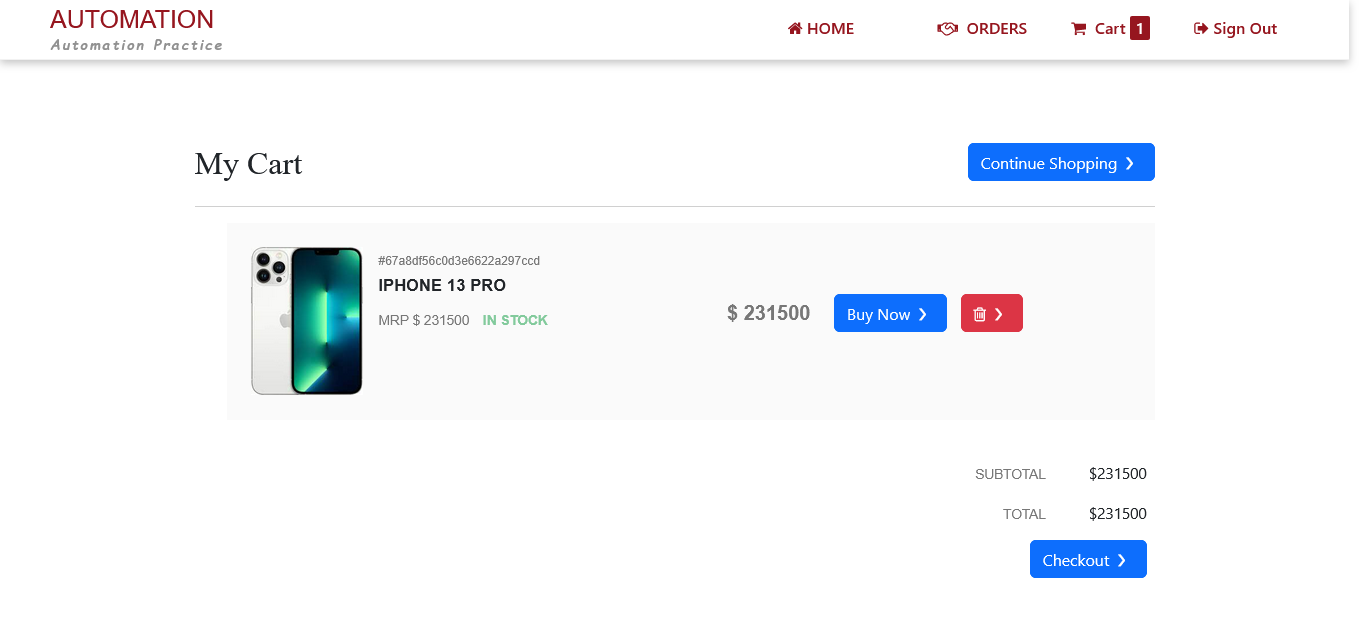 AUTOMATION
Automation Practice
HOME
ORDERS
Cart 1
Sign Out
My Cart
Continue Shopping ❯
#67a8df56c0d3e6622a297ccd
IPHONE 13 PRO
MRP $ 231500 IN STOCK
$ 231500
Buy Now ❯
❯
SUBTOTAL $231500
TOTAL $231500
Checkout ❯